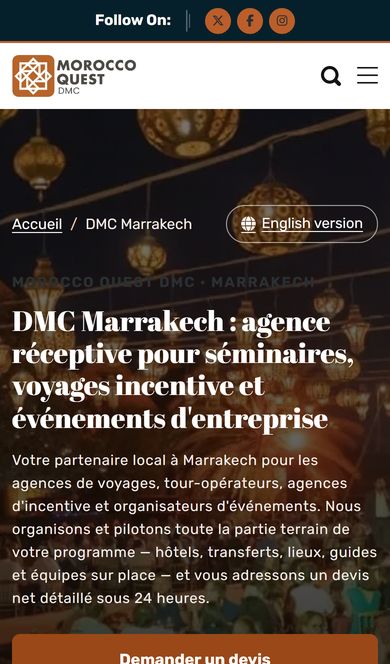 Follow On:
MOROCCO
QUEST
DMC
Accueil / DMC Marrakech
English version
MOROCCO QUEST DMC • MARRAKECH
DMC Marrakech : agence
réceptive pour séminaires,
voyages incentive et
événements d'entreprise
Votre partenaire local à Marrakech pour les
agences de voyages, tour-opérateurs, agences
d'incentive et organisateurs d'événements. Nous
organisons et pilotons toute la partie terrain de
votre programme — hôtels, transferts, lieux, guides
et équipes sur place — et vous adressons un devis
net détaillé sous 24 heures.
Demander un devis